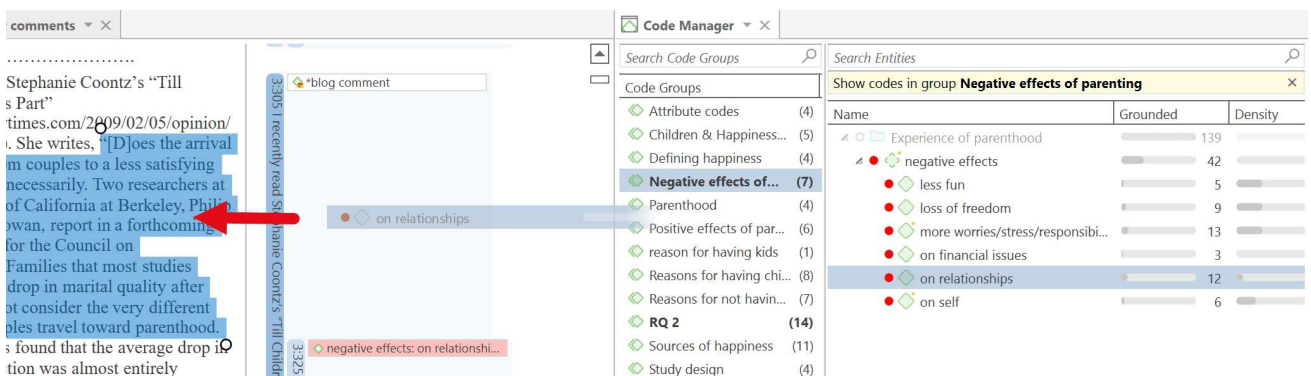 comments
…………………….
Stephanie Coontz’s “Till
s Part”
ytimes.com/2009/02/05/opinion/
. She writes, “[D]oes the arrival
m couples to a less satisfying
necessarily. Two researchers at
of California at Berkeley, Philip
owan, report in a forthcoming
for the Council on
Families that most studies
drop in marital quality after
ot consider the very different
ples travel toward parenthood.
s found that the average drop in
tion was almost entirely
3:305 I recently read Stephanie Coontz’s “Till Childr
*blog comment
on relationships
3:325
negative effects: on relationshi...
Code Manager
Search Code Groups
Code Groups
Attribute codes (4)
Children & Happiness... (5)
Defining happiness (4)
Negative effects of... (7)
Parenthood (4)
Positive effects of par... (6)
reason for having kids (1)
Reasons for having chi... (8)
Reasons for not havin... (7)
RQ 2 (14)
Sources of happiness (11)
Study design (4)
Search Entities
Show codes in group Negative effects of parenting
Name Grounded Density
Experience of parenthood 139
negative effects 42
less fun 5
loss of freedom 9
more worries/stress/responsibi... 13
on financial issues 3
on relationships 12
on self 6